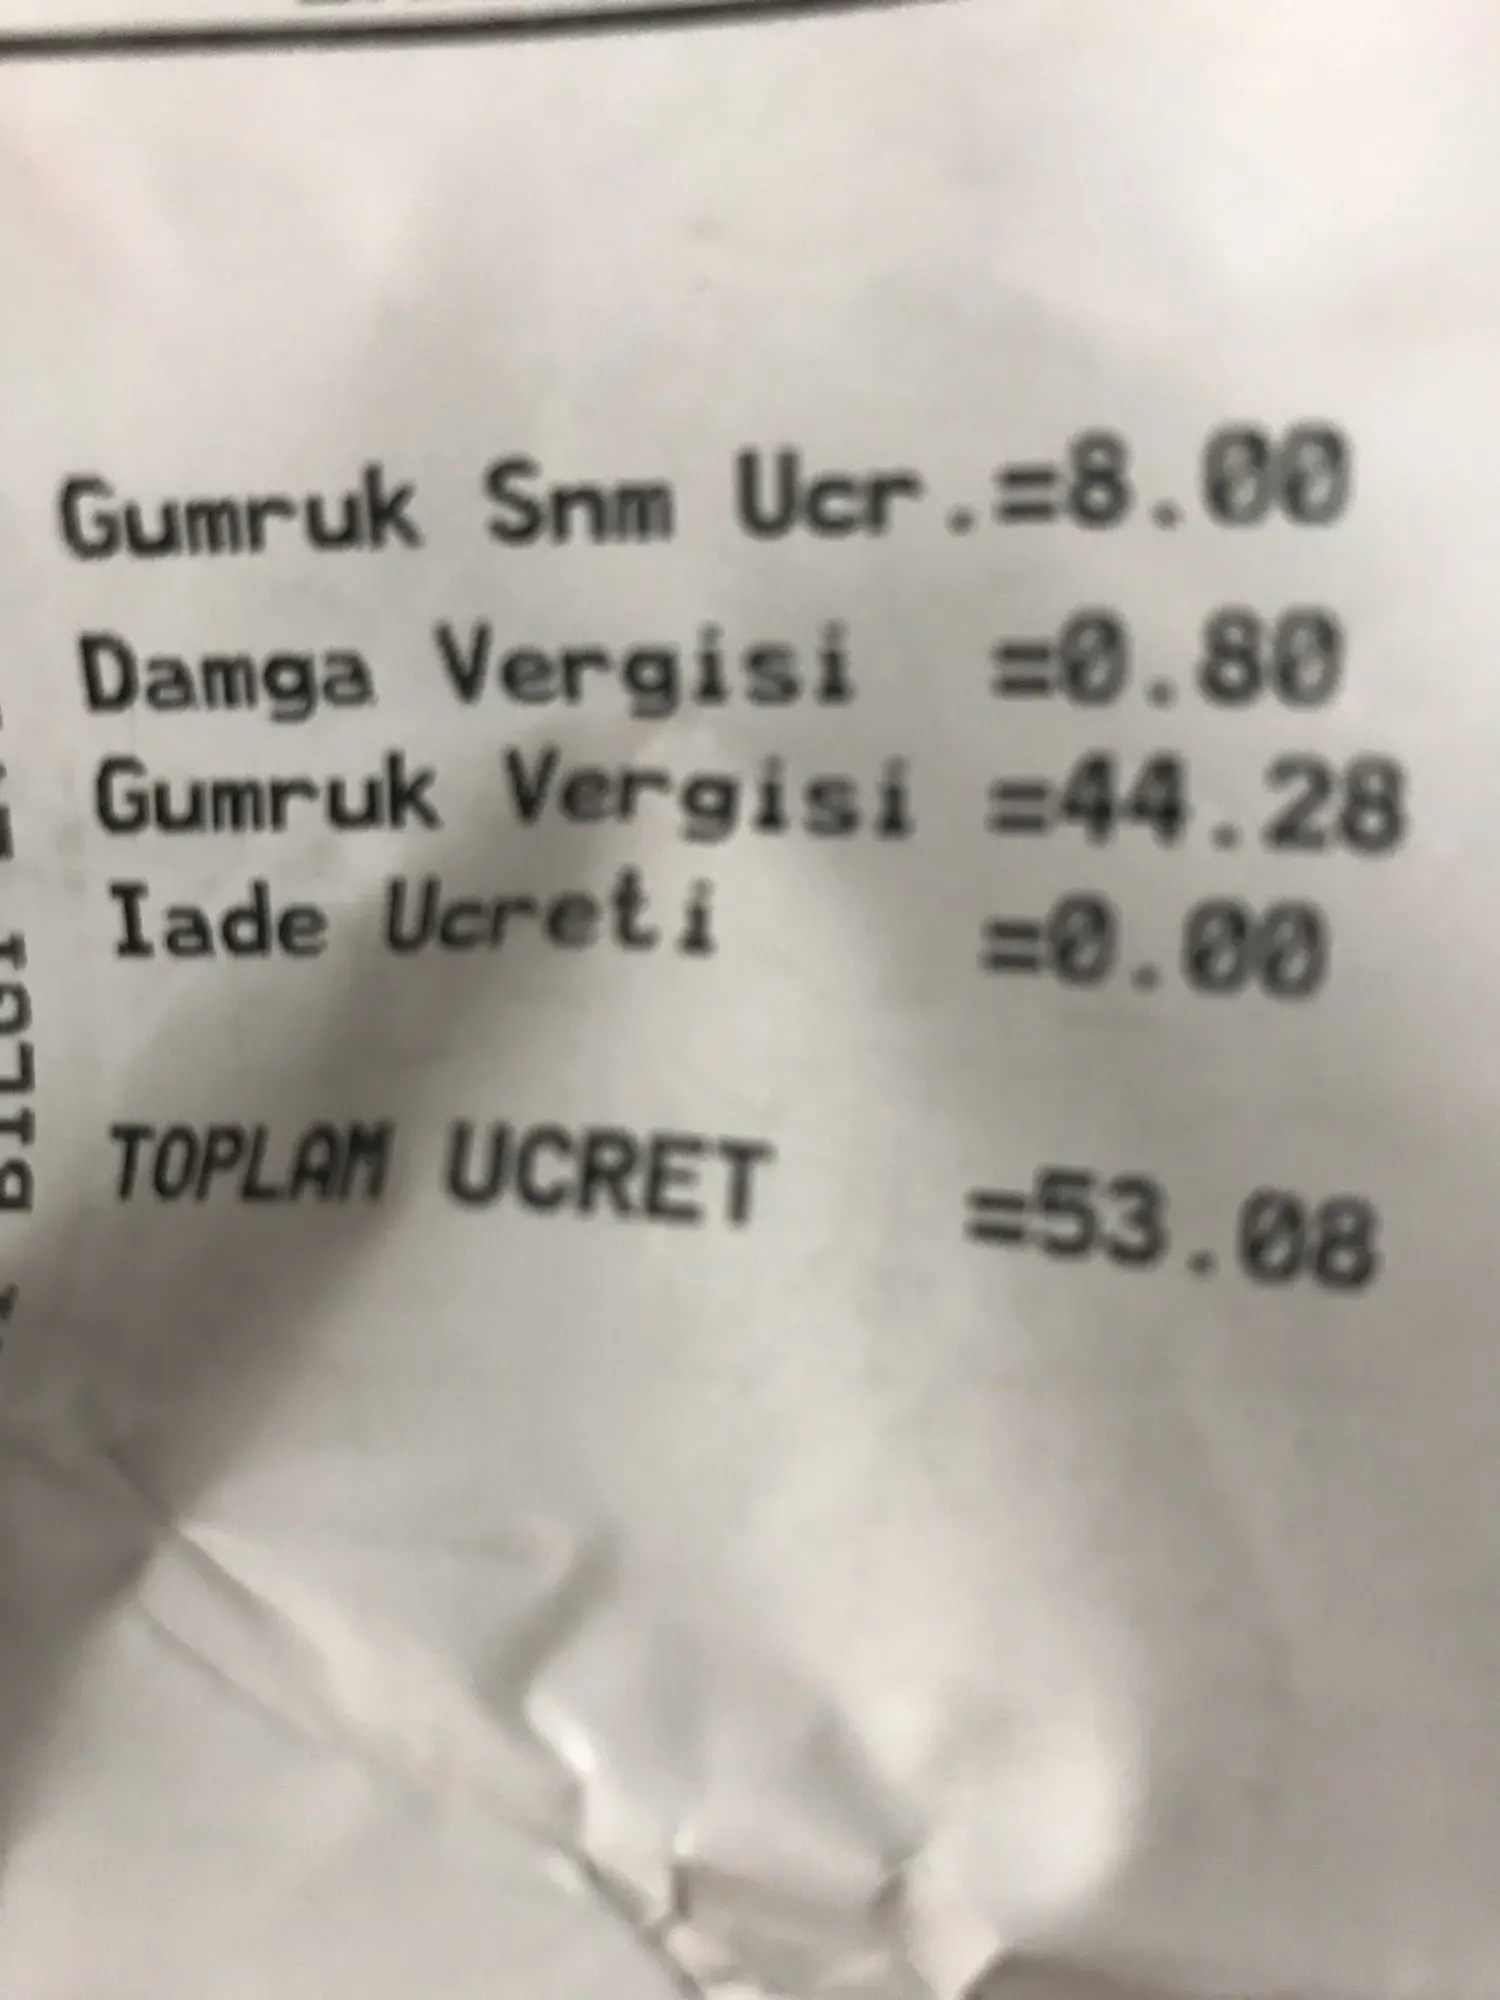 Gumruk Snm Ucr.=8.00
Damga Vergisi =0.80
Gumruk Vergisi =44.28
Iade Ucreti =0.00
TOPLAM UCRET =53.08
BILGI